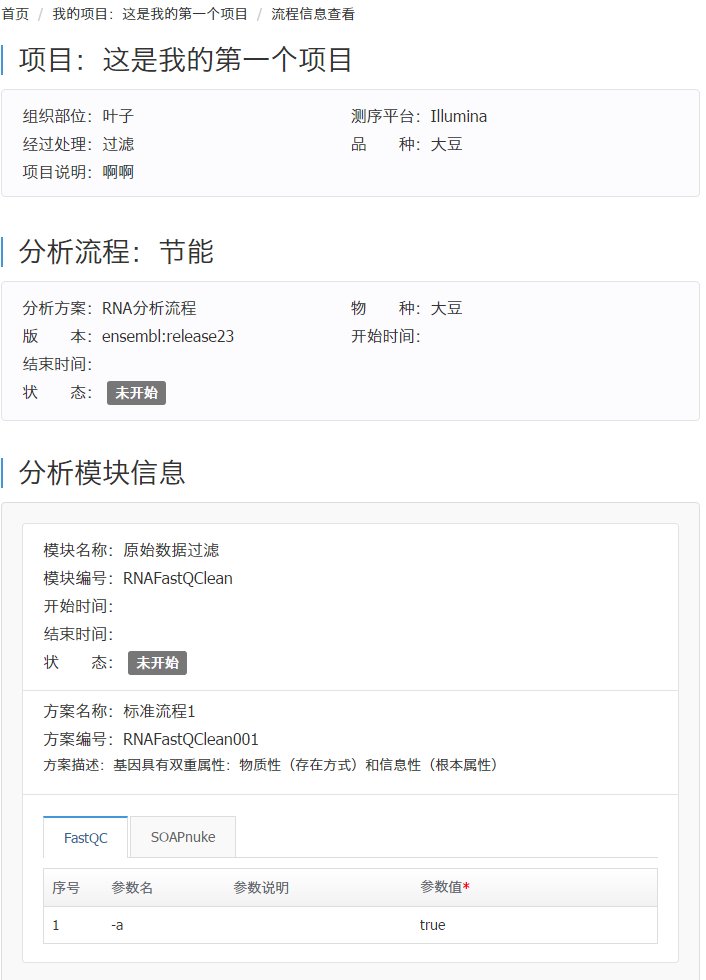 首页 / 我的项目：这是我的第一个项目 / 流程信息查看
项目：这是我的第一个项目
组织部位：叶子 测序平台：Illumina
经过处理：过滤 品 种：大豆
项目说明：啊啊
分析流程：节能
分析方案：RNA分析流程 物 种：大豆
版 本：ensembl:release23 开始时间：
结束时间：
状 态：未开始
分析模块信息
模块名称：原始数据过滤
模块编号：RNAFastQClean
开始时间：
结束时间：
状 态：未开始
方案名称：标准流程1
方案编号：RNAFastQClean001
方案描述：基因具有双重属性：物质性（存在方式）和信息性（根本属性）
FastQC SOAPnuke
序号 参数名 参数说明 参数值*
1 -a true